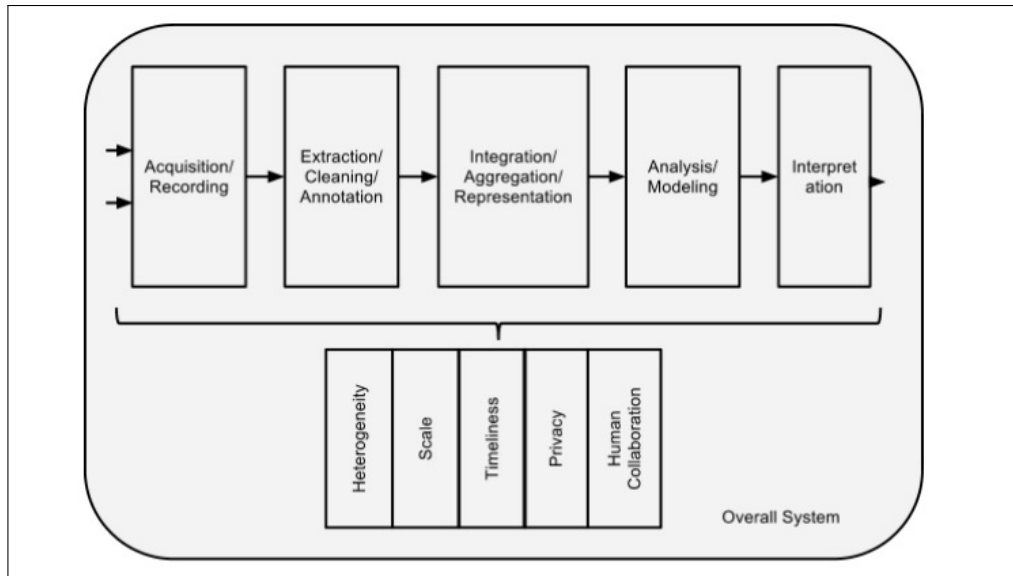 Acquisition/
Recording
Extraction/
Cleaning/
Annotation
Integration/
Aggregation/
Representation
Analysis/
Modeling
Interpret
ation
Heterogeneity
Scale
Timeliness
Privacy
Human
Collaboration
Overall System